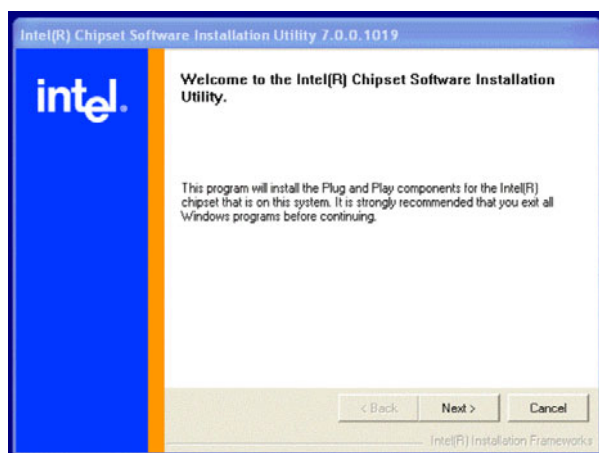 Intel(R) Chipset Software Installation Utility 7.0.0.1019
intel.
Welcome to the Intel(R) Chipset Software Installation
Utility.
This program will install the Plug and Play components for the Intel(R)
chipset that is on this system. It is strongly recommended that you exit all
Windows programs before continuing.
< Back
Next >
Cancel
Intel(R) Installation Frameworks